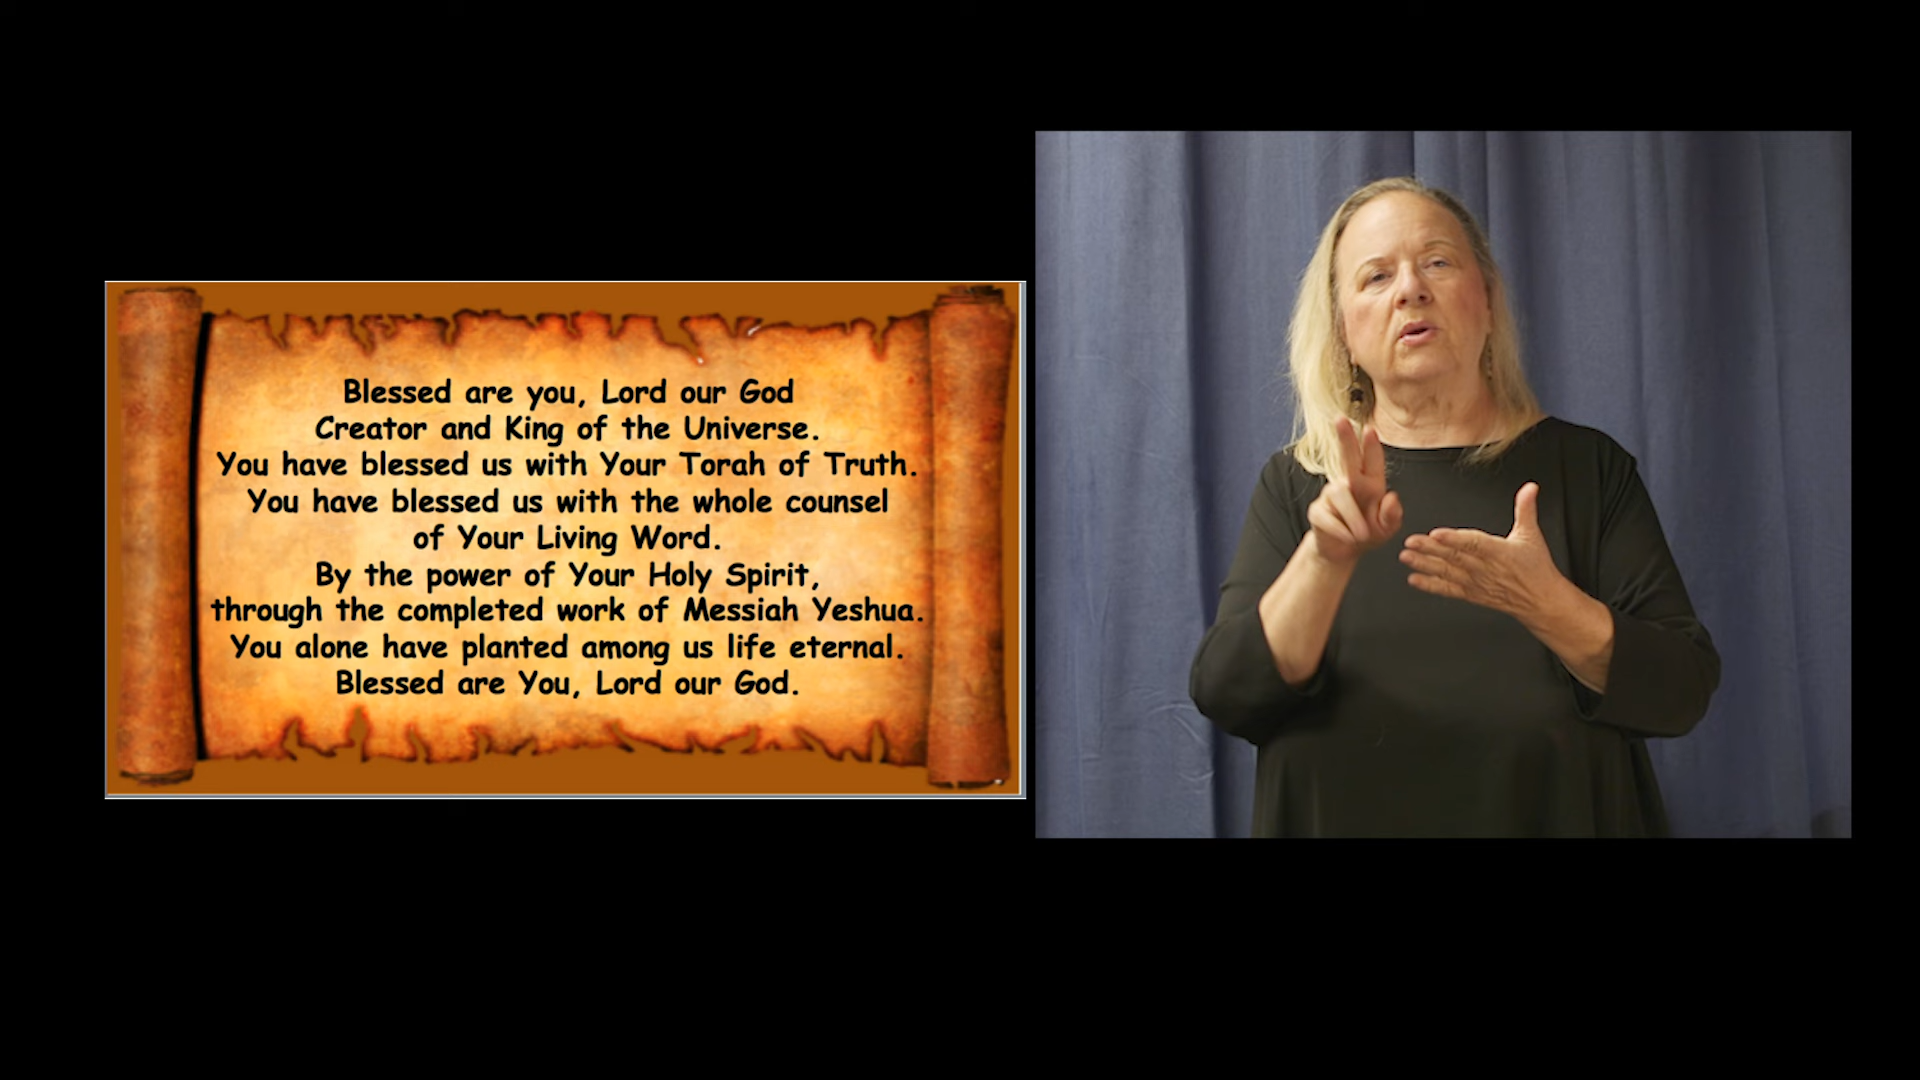 Blessed are you, Lord our God
Creator and King of the Universe.
You have blessed us with Your Torah of Truth.
You have blessed us with the whole counsel
of Your Living Word.
By the power of Your Holy Spirit,
through the completed work of Messiah Yeshua.
You alone have planted among us life eternal.
Blessed are You, Lord our God.